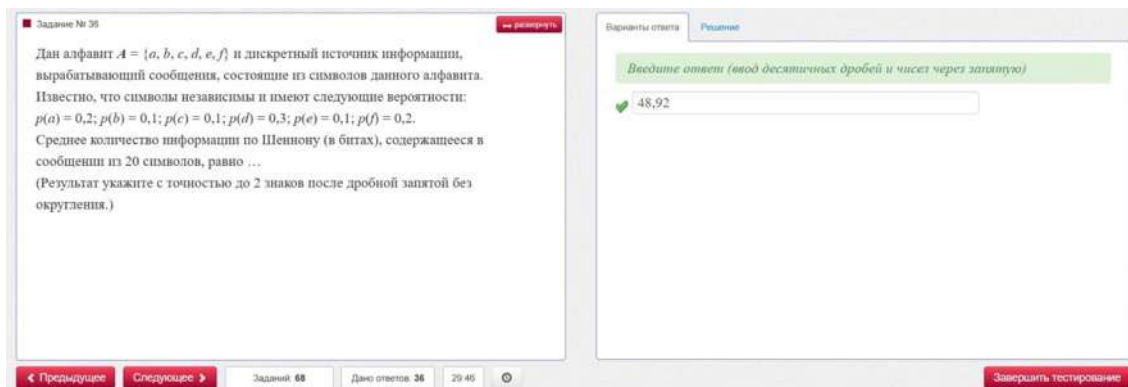 Задание № 36
развернуть
Дан алфавит A = {a, b, c, d, e, f} и дискретный источник информации,
вырабатывающий сообщения, состоящие из символов данного алфавита.
Известно, что символы независимы и имеют следующие вероятности:
p(a) = 0,2; p(b) = 0,1; p(c) = 0,1; p(d) = 0,3; p(e) = 0,1; p(f) = 0,2.
Среднее количество информации по Шеннону (в битах), содержащееся в
сообщении из 20 символов, равно …
(Результат укажите с точностью до 2 знаков после дробной запятой без
округления.)
Варианты ответа
Решение
Введите ответ (ввод десятичных дробей и чисел через запятую)
48,92
Предыдущее
Следующее
Заданий: 68
Дано ответов: 36
29:46
Завершить тестирование